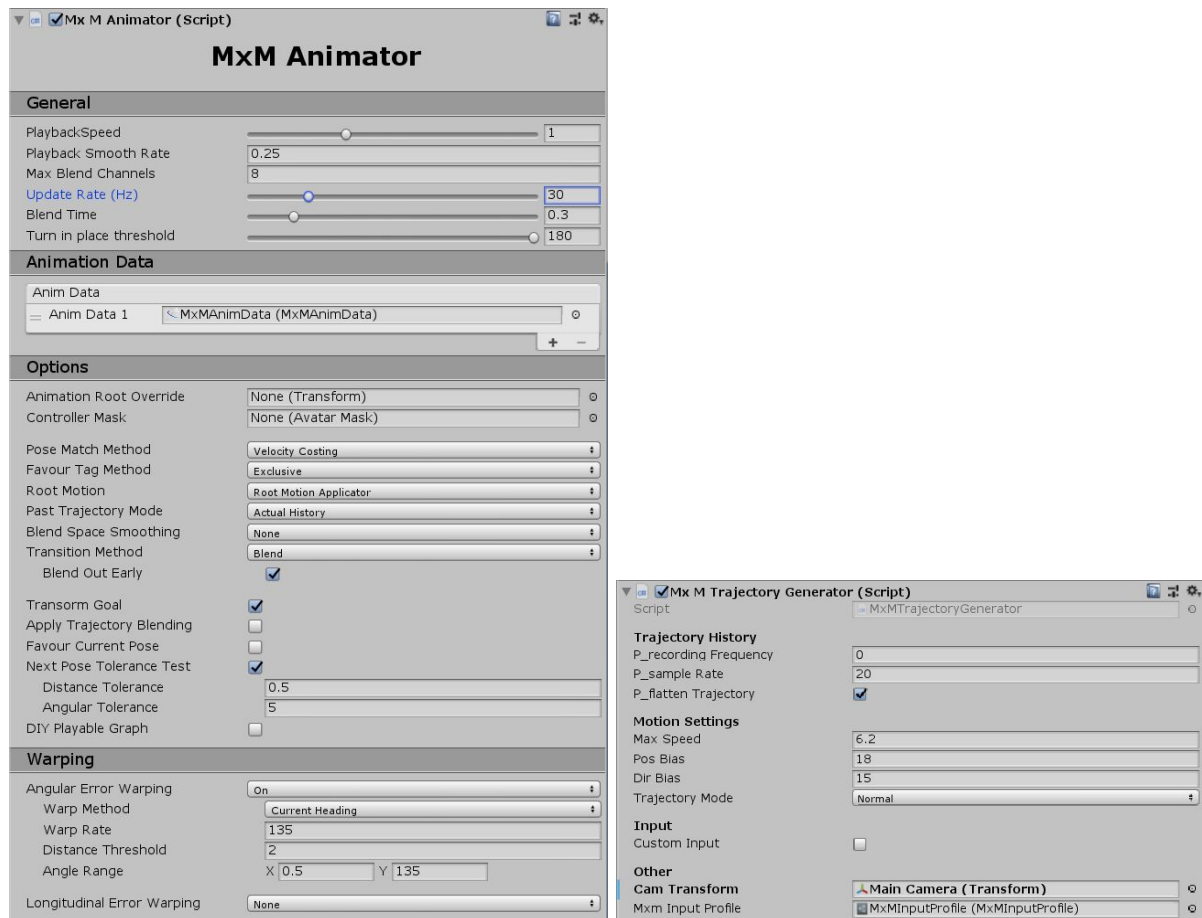 Mx M Animator (Script)
MxM Animator
General
PlaybackSpeed 1
Playback Smooth Rate 0.25
Max Blend Channels 8
Update Rate (Hz) 30
Blend Time 0.3
Turn in place threshold 180
Animation Data
Anim Data
Anim Data 1 MxMAnimData (MxMAnimData)
Options
Animation Root Override None (Transform)
Controller Mask None (Avatar Mask)
Pose Match Method Velocity Costing
Favour Tag Method Exclusive
Root Motion Root Motion Applicator
Past Trajectory Mode Actual History
Blend Space Smoothing None
Transition Method Blend
Blend Out Early
Transorm Goal
Apply Trajectory Blending
Favour Current Pose
Next Pose Tolerance Test
Distance Tolerance 0.5
Angular Tolerance 5
DIY Playable Graph
Warping
Angular Error Warping On
Warp Method Current Heading
Warp Rate 135
Distance Threshold 2
Angle Range X 0.5 Y 135
Longitudinal Error Warping None
Mx M Trajectory Generator (Script)
Script MxMTrajectoryGenerator
Trajectory History
P_recording Frequency 0
P_sample Rate 20
P_flatten Trajectory
Motion Settings
Max Speed 6.2
Pos Bias 18
Dir Bias 15
Trajectory Mode Normal
Input
Custom Input
Other
Cam Transform Main Camera (Transform)
Mxm Input Profile MxMInputProfile (MxMInputProfile)